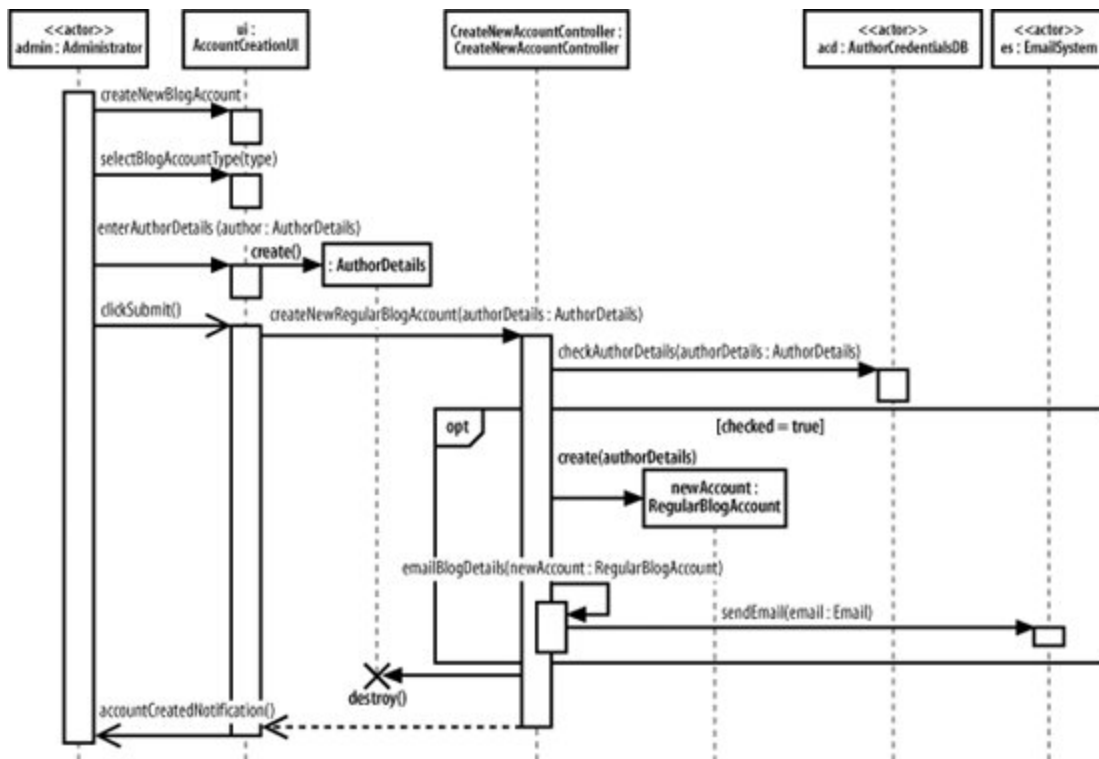 <<actor>>
admin : Administrator
ui :
AccountCreationUI
CreateNewAccountController :
CreateNewAccountController
<<actor>>
acd : AuthorCredentialsDB
<<actor>>
es : EmailSystem
createNewBlogAccount
selectBlogAccountType(type)
enterAuthorDetails (author : AuthorDetails)
create()
: AuthorDetails
clickSubmit()
createNewRegularBlogAccount(authorDetails : AuthorDetails)
checkAuthorDetails(authorDetails : AuthorDetails)
opt
[checked = true]
create(authorDetails)
newAccount :
RegularBlogAccount
emailBlogDetails(newAccount : RegularBlogAccount)
sendEmail(email : Email)
destroy()
accountCreatedNotification()